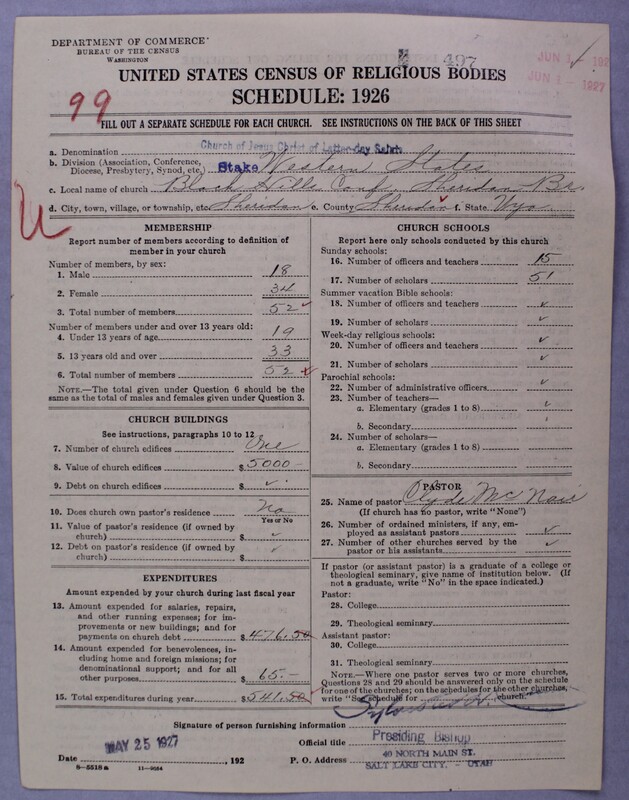 DEPARTMENT OF COMMERCE
BUREAU OF THE CENSUS
WASHINGTON
497
JUN
JUN 1927
UNITED STATES CENSUS OF RELIGIOUS BODIES
SCHEDULE: 1926
99
FILL OUT A SEPARATE SCHEDULE FOR EACH CHURCH. SEE INSTRUCTIONS ON THE BACK OF THIS SHEET
a. Denomination Church of Jesus Christ of Latter-day Saints
b. Division (Association, Conference, Diocese, Presbytery, Synod, etc.) Stake Western States
c. Local name of church Black Hills Conf. Sheridan Br.
d. City, town, village, or township, etc. Sheridan e. County Sheridan f. State Wyo.
MEMBERSHIP
Report number of members according to definition of
member in your church
Number of members, by sex:
1. Male 18
2. Female 34
3. Total number of members 52
Number of members under and over 13 years old:
4. Under 13 years of age 19
5. 13 years old and over 33
6. Total number of members 52
NOTE.—The total given under Question 6 should be
same as the total of males and females given under Question 3.
CHURCH BUILDINGS
See instructions, paragraphs 10 to 12
7. Number of church edifices One
8. Value of church edifices $ 5000-
9. Debt on church edifices $ ✓
10. Does church own pastor's residence No
Yes or No
11. Value of pastor's residence (if owned by
church) $ ✓
12. Debt on pastor's residence (if owned by
church) $ ✓
EXPENDITURES
Amount expended by your church during last fiscal year
13. Amount expended for salaries, repairs,
and other running expenses; for im-
provements or new buildings; and for
payments on church debt $ 476.50
14. Amount expended for benevolences, in-
cluding home and foreign missions; for
denominational support; and for all
other purposes 65.-
15. Total expenditures during year $ 541.50
CHURCH SCHOOLS
Report here only schools conducted by this church
Sunday schools:
16. Number of officers and teachers 15
17. Number of scholars 51
Summer vacation Bible schools:
18. Number of officers and teachers ✓
19. Number of scholars ✓
Week-day religious schools:
20. Number of officers and teachers ✓
21. Number of scholars ✓
Parochial schools:
22. Number of administrative officers ✓
23. Number of teachers—
a. Elementary (grades 1 to 8) ✓
b. Secondary
24. Number of scholars—
a. Elementary (grades 1 to 8)
b. Secondary
PASTOR
25. Name of pastor Clyde
(If church has no pastor, write "None")
26. Number of ordained ministers, if any, em-
ployed as assistant pastors ✓
27. Number of other churches served by the
pastor or his assistants ✓
If pastor (or assistant pastor) is a graduate of a college or
theological seminary, give name of institution below. (If
not a graduate, write "No" in the space indicated.)
Pastor:
28. College
29. Theological seminary
Assistant pastor:
30. College
31. Theological seminary
NOTE.—Where one pastor serves two or more churches,
Questions 28 and 29 should be answered only on the schedule
for one of the churches; on the schedules for the other churches,
write "See schedule for church."
Signature of person furnishing information
Official title Presiding Bishop
Date MAY 25 1927, 192 P. O. Address 40 NORTH MAIN ST.
SALT LAKE CITY. - UTAH
8—5518a 11—9034